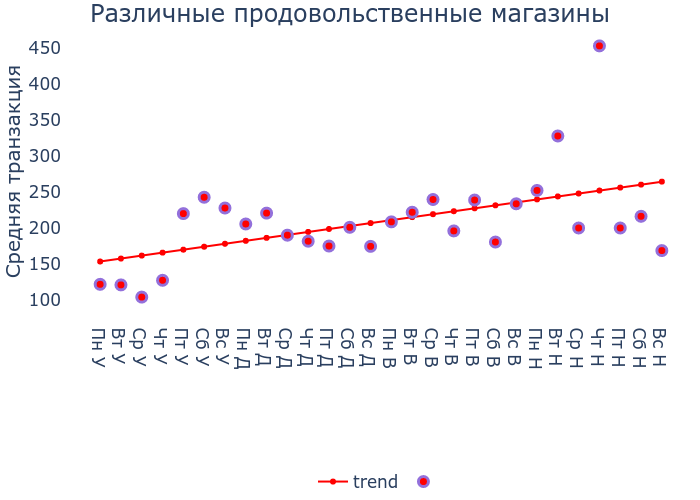 Различные продовольственные магазины
Средняя транзакция
450
400
350
300
250
200
150
100
Пн У
Вт У
Ср У
Чт У
Пт У
Сб У
Вс У
Пн Д
Вт Д
Ср Д
Чт Д
Пт Д
Сб Д
Вс Д
Пн В
Вт В
Ср В
Чт В
Пт В
Сб В
Вс В
Пн Н
Вт Н
Ср Н
Чт Н
Пт Н
Сб Н
Вс Н
trend